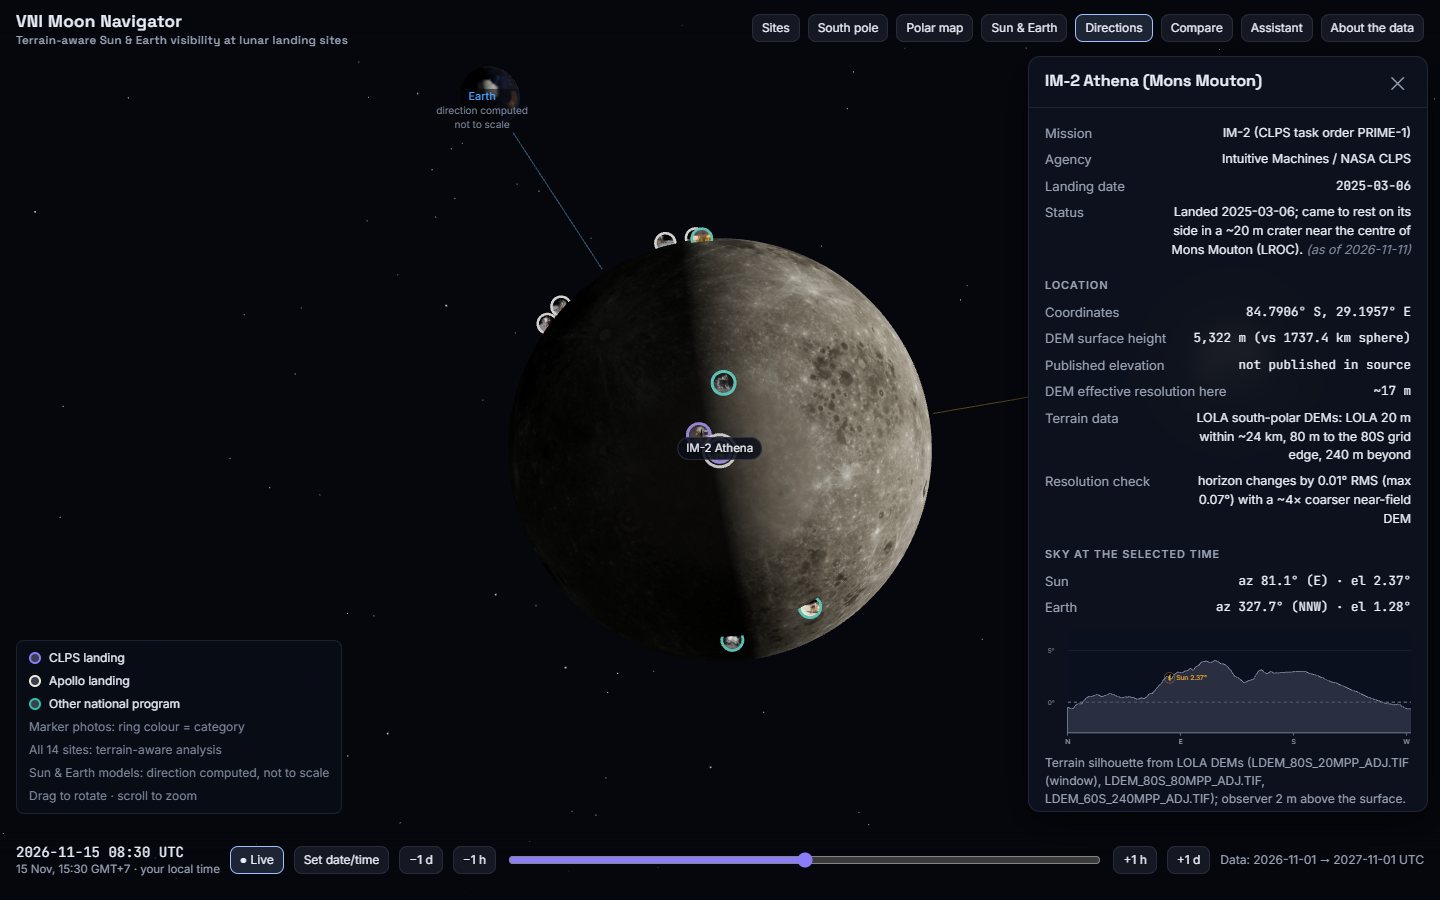 VNI Moon Navigator
Terrain-aware Sun & Earth visibility at lunar landing sites
Sites
South pole
Polar map
Sun & Earth
Directions
Compare
Assistant
About the data
Earth
direction computed
not to scale
IM-2 Athena
IM-2 Athena (Mons Mouton)
Mission IM-2 (CLPS task order PRIME-1)
Agency Intuitive Machines / NASA CLPS
Landing date 2025-03-06
Status Landed 2025-03-06; came to rest on its
side in a ~20 m crater near the centre of
Mons Mouton (LROC). (as of 2026-11-11)
LOCATION
Coordinates 84.7906° S, 29.1957° E
DEM surface height 5,322 m (vs 1737.4 km sphere)
Published elevation not published in source
DEM effective resolution here ~17 m
Terrain data LOLA south-polar DEMs: LOLA 20 m
within ~24 km, 80 m to the 80S grid
edge, 240 m beyond
Resolution check horizon changes by 0.01° RMS (max
0.07°) with a ~4× coarser near-field
DEM
SKY AT THE SELECTED TIME
Sun az 81.1° (E) · el 2.37°
Earth az 327.7° (NNW) · el 1.28°
5°
Sun 2.37°
0°
N E S W
Terrain silhouette from LOLA DEMs (LDEM_80S_20MPP_ADJ.TIF
(window), LDEM_80S_80MPP_ADJ.TIF,
LDEM_60S_240MPP_ADJ.TIF); observer 2 m above the surface.
CLPS landing
Apollo landing
Other national program
Marker photos: ring colour = category
All 14 sites: terrain-aware analysis
Sun & Earth models: direction computed, not to scale
Drag to rotate · scroll to zoom
2026-11-15 08:30 UTC
15 Nov, 15:30 GMT+7 · your local time
● Live
Set date/time
−1 d
−1 h
+1 h
+1 d
Data: 2026-11-01 → 2027-11-01 UTC